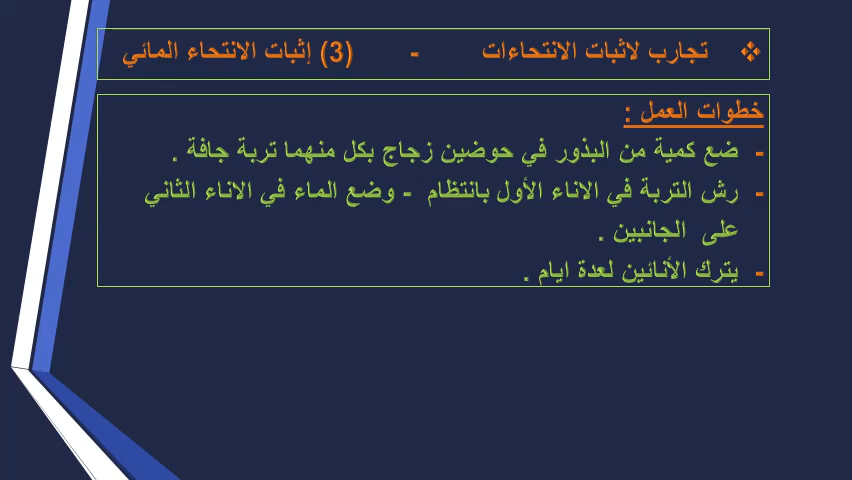 ❖ تجارب لاثبات الانتحاءات - (3) إثبات الانتحاء المائي
خطوات العمل :
- ضع كمية من البذور في حوضين زجاج بكل منهما تربة جافة .
- رش التربة في الاناء الأول بانتظام - وضع الماء في الاناء الثاني
على الجانبين .
- يترك الأنائين لعدة ايام .